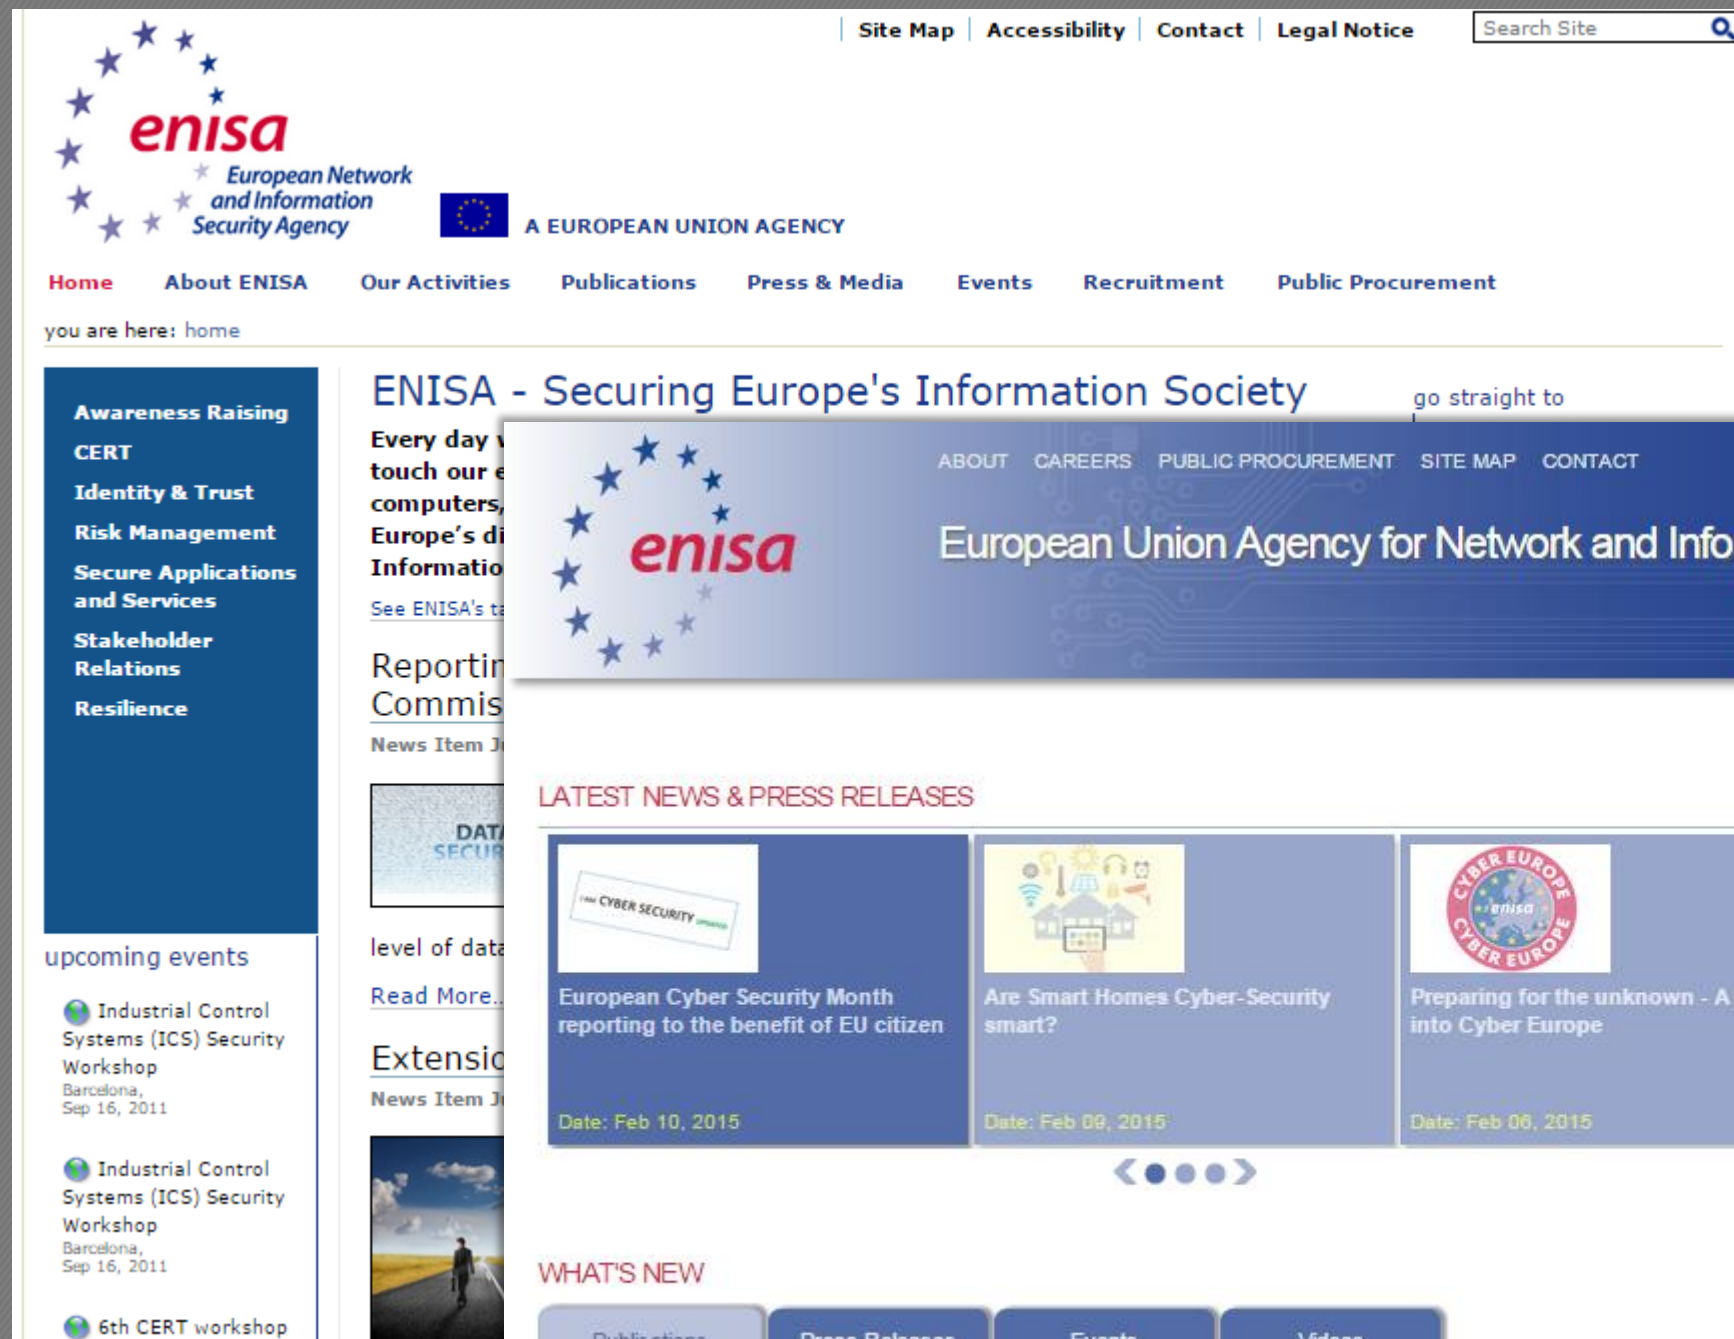 Site Map Accessibility Contact Legal Notice Search Site
enisa
European Network
and Information
Security Agency
A EUROPEAN UNION AGENCY
Home About ENISA Our Activities Publications Press & Media Events Recruitment Public Procurement
you are here: home
Awareness Raising
CERT
Identity & Trust
Risk Management
Secure Applications
and Services
Stakeholder
Relations
Resilience
upcoming events
Industrial Control
Systems (ICS) Security
Workshop
Barcelona,
Sep 16, 2011
Industrial Control
Systems (ICS) Security
Workshop
Barcelona,
Sep 16, 2011
6th CERT workshop
ENISA - Securing Europe's Information Society
go straight to
Every day
touch our
computers,
Europe's
See ENISA's
News Item
DATA
level of data
Read More..
News Item
ABOUT CAREERS PUBLIC PROCUREMENT SITE MAP CONTACT
enisa
European Union Agency for Network and Info
LATEST NEWS & PRESS RELEASES
CYBER SECURITY
European Cyber Security Month
reporting to the benefit of EU citizen
Date: Feb 10, 2015
Are Smart Homes Cyber-Security
smart?
Date: Feb 09, 2015
CYBER EUROPE
enisa
CYBER EUROPE
Preparing for the unknown - A
into Cyber Europe
Date: Feb 06, 2015
WHAT'S NEW
Publications Press Releases Events Videos